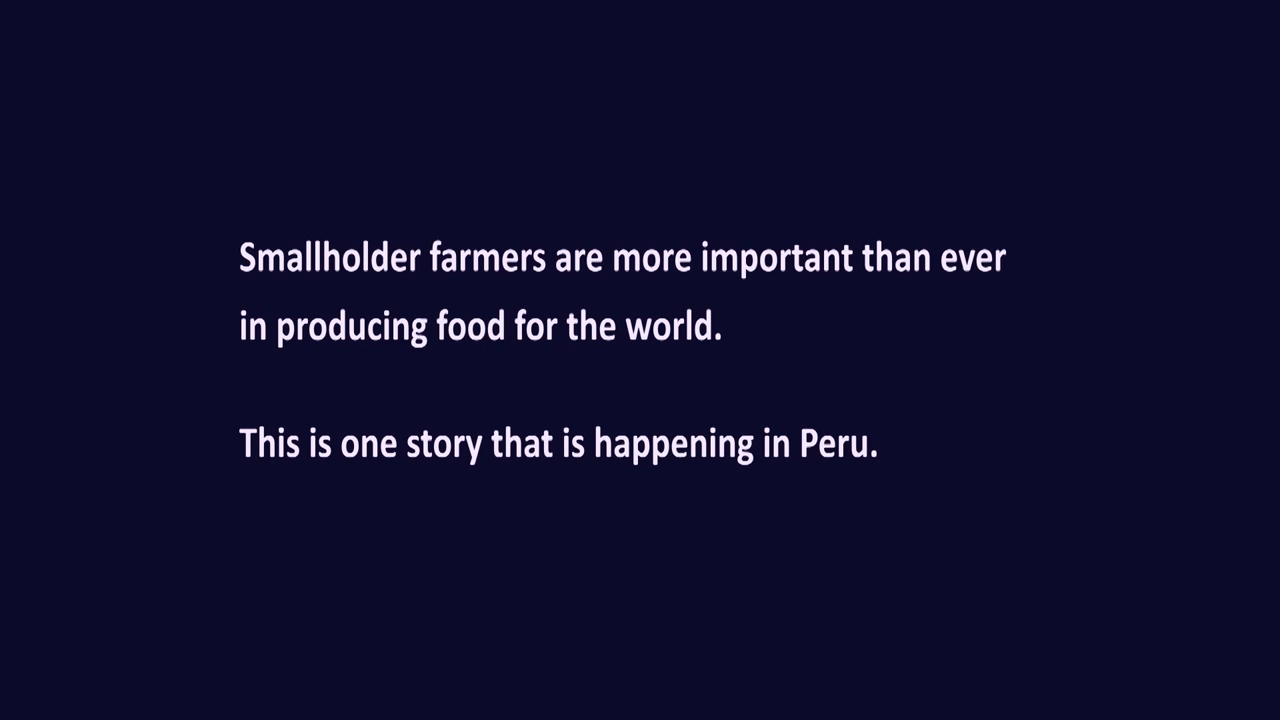 Smallholder farmers are more important than ever
in producing food for the world.
This is one story that is happening in Peru.